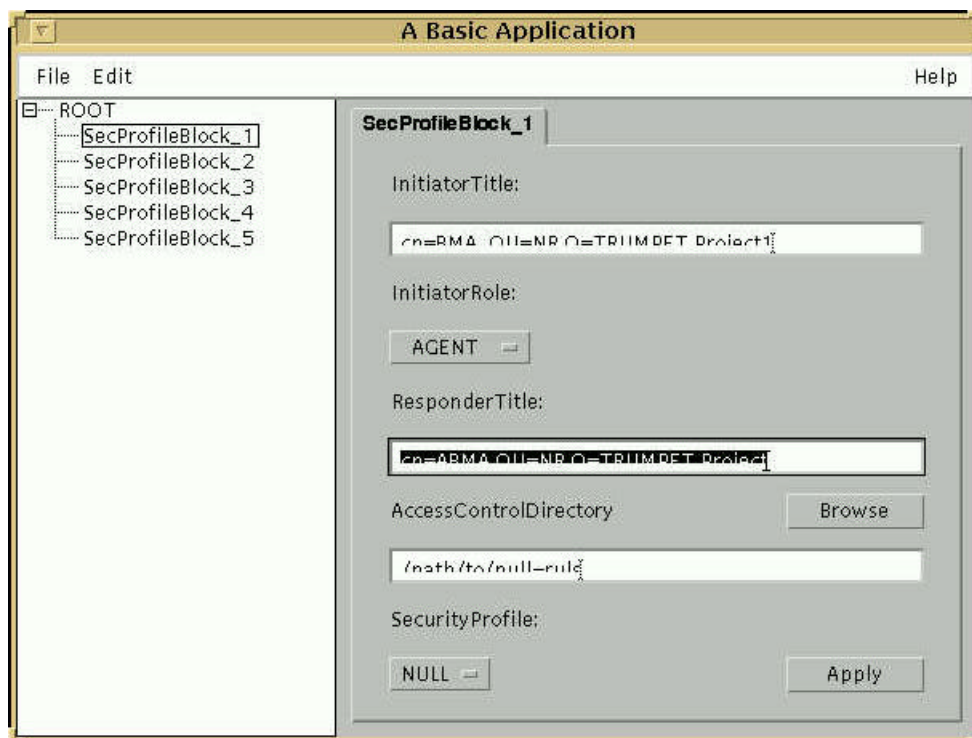 A Basic Application
File Edit Help
ROOT
SecProfileBlock_1
SecProfileBlock_2
SecProfileBlock_3
SecProfileBlock_4
SecProfileBlock_5
SecProfileBlock_1
InitiatorTitle:
cn=BMA, OU=NR,O=TRUMPET Project1
InitiatorRole:
AGENT
ResponderTitle:
cn=ABMA,OU=NR,O=TRUMPET Project
AccessControlDirectory Browse
/path/to/null-rule
SecurityProfile:
NULL Apply